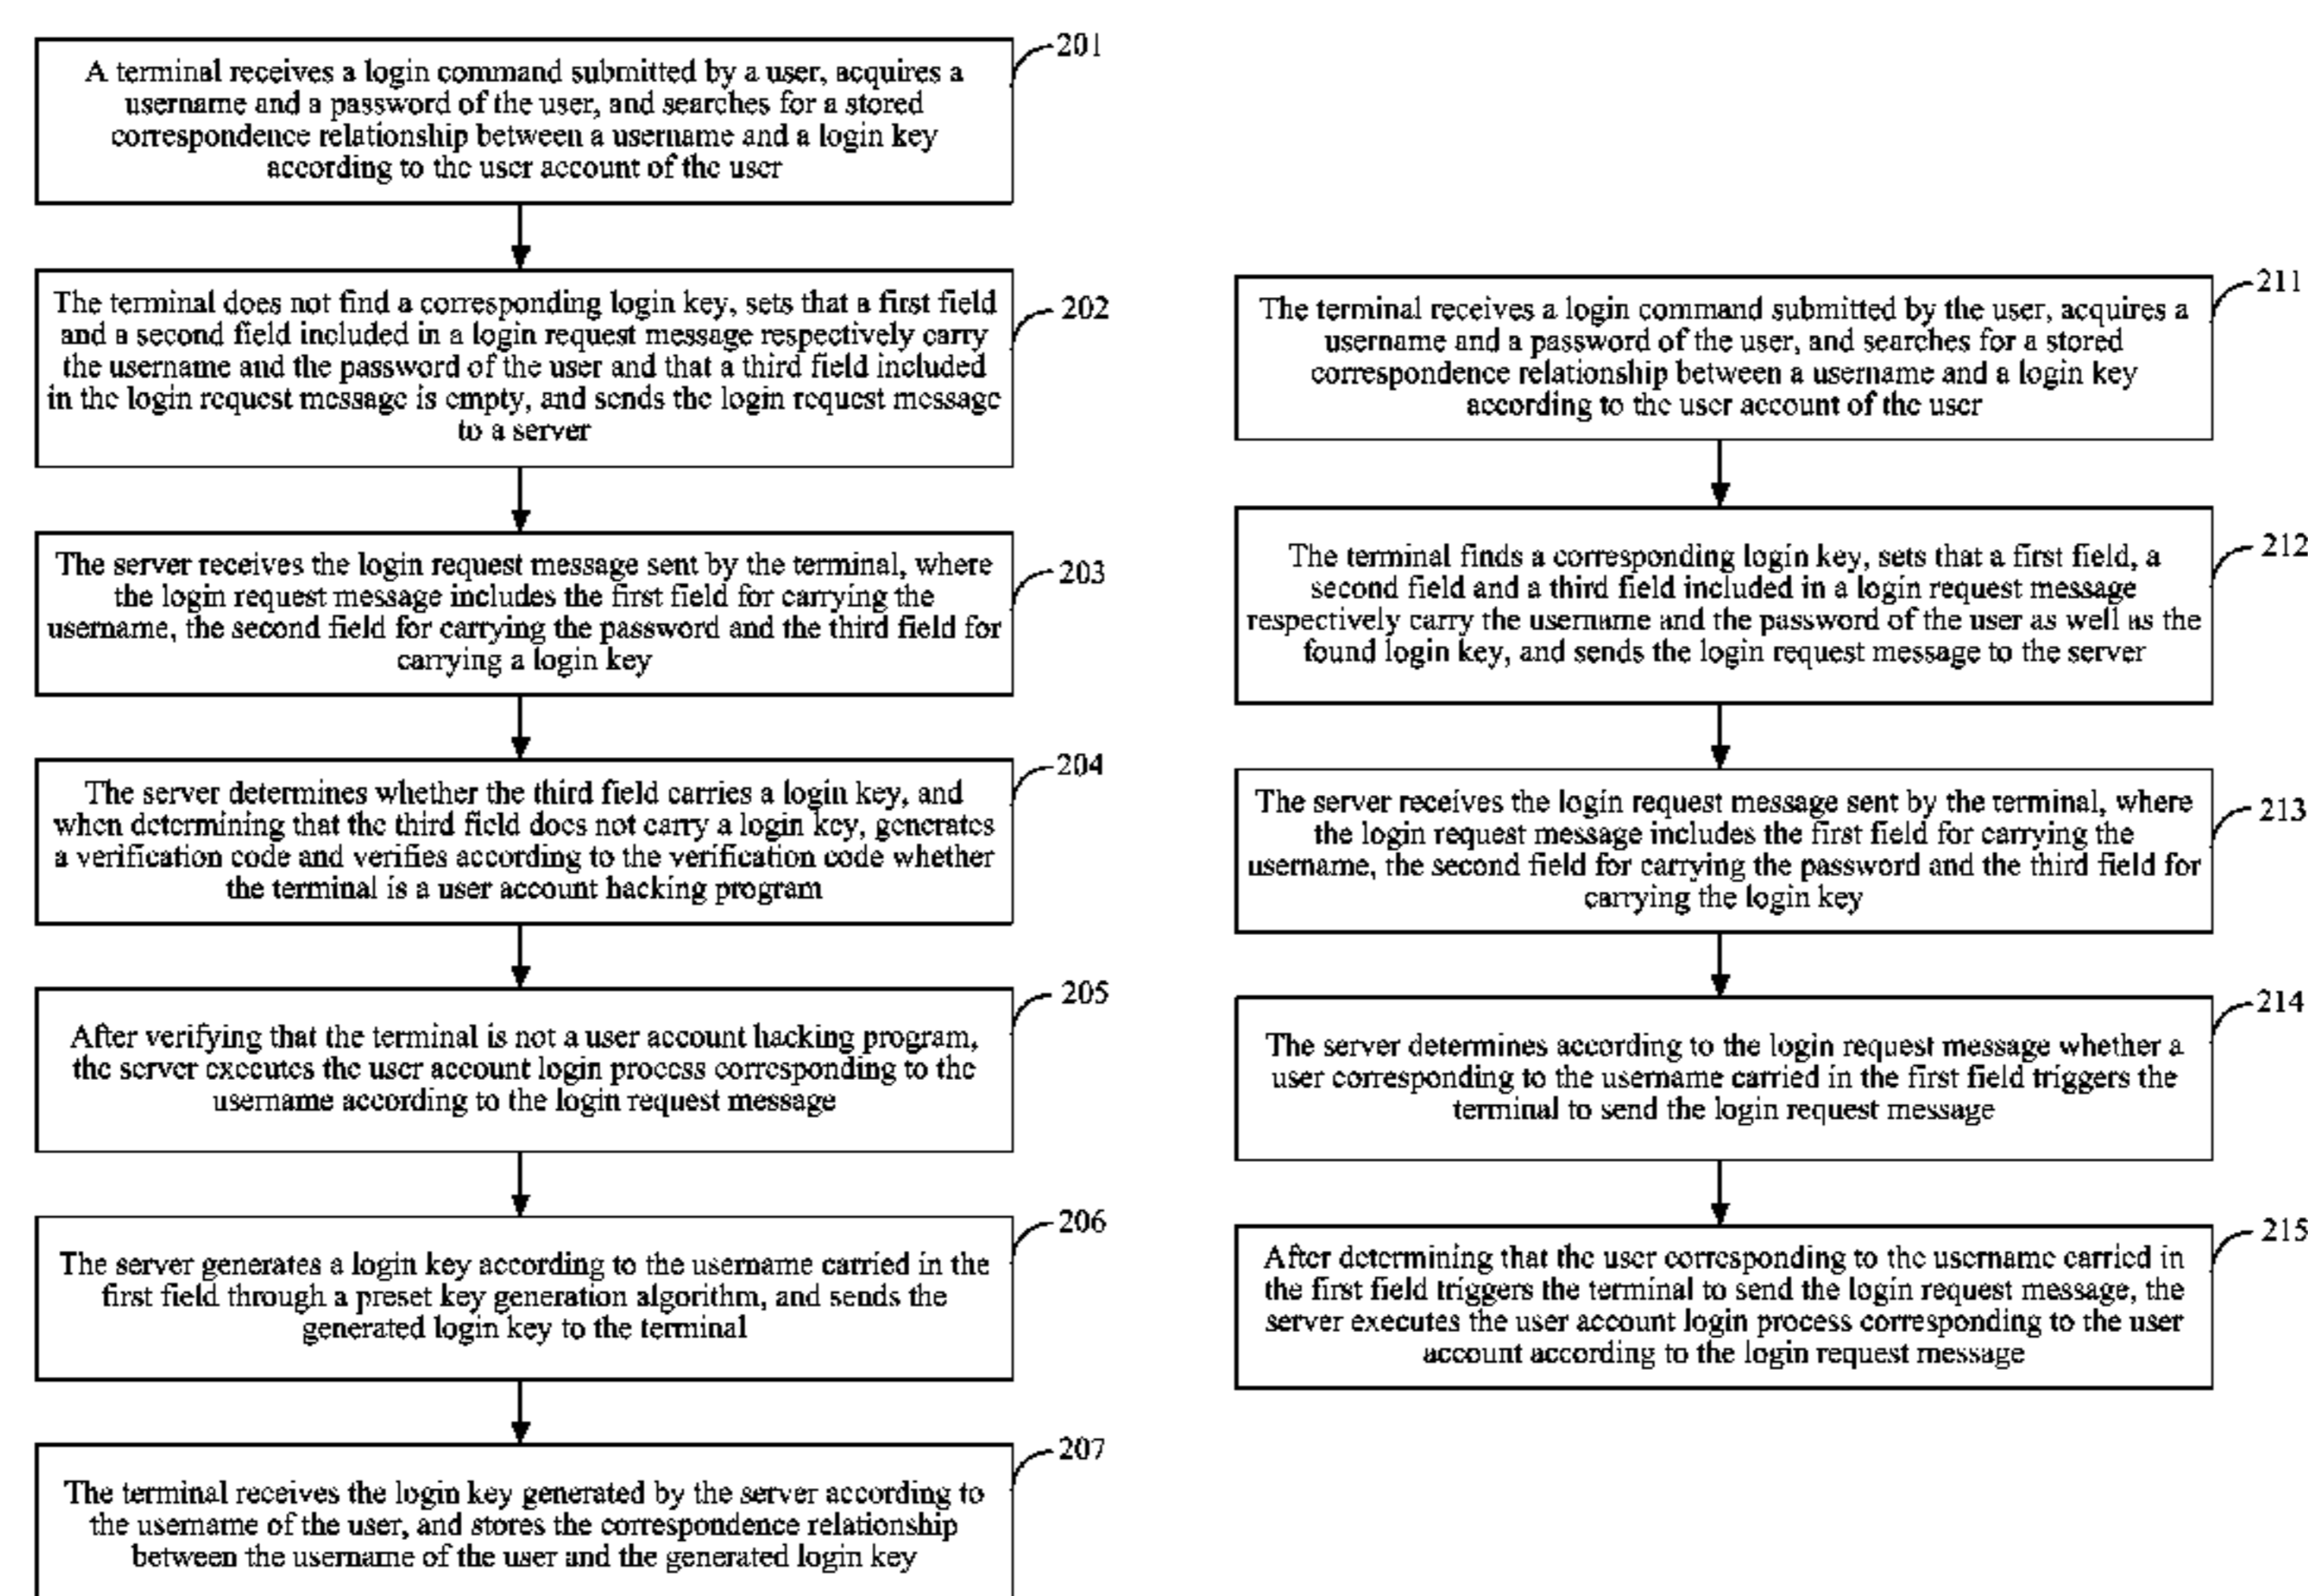 201
A terminal receives a login command submitted by a user, acquires a
username and a password of the user, and searches for a stored
correspondence relationship between a username and a login key
according to the user account of the user
202
The terminal does not find a corresponding login key, sets that a first field
and a second field included in a login request message respectively carry
the username and the password of the user and that a third field included
in the login request message is empty, and sends the login request message
to a server
203
The server receives the login request message sent by the terminal, where
the login request message includes the first field for carrying the
username, the second field for carrying the password and the third field for
carrying a login key
204
The server determines whether the third field carries a login key, and
when determining that the third field does not carry a login key, generates
a verification code and verifies according to the verification code whether
the terminal is a user account hacking program
205
After verifying that the terminal is not a user account hacking program,
the server executes the user account login process corresponding to the
username according to the login request message
206
The server generates a login key according to the username carried in the
first field through a preset key generation algorithm, and sends the
generated login key to the terminal
207
The terminal receives the login key generated by the server according to
the username of the user, and stores the correspondence relationship
between the username of the user and the generated login key
211
The terminal receives a login command submitted by the user, acquires a
username and a password of the user, and searches for a stored
correspondence relationship between a username and a login key
according to the user account of the user
212
The terminal finds a corresponding login key, sets that a first field, a
second field and a third field included in a login request message
respectively carry the username and the password of the user as well as the
found login key, and sends the login request message to the server
213
The server receives the login request message sent by the terminal, where
the login request message includes the first field for carrying the
username, the second field for carrying the password and the third field for
carrying the login key
214
The server determines according to the login request message whether a
user corresponding to the username carried in the first field triggers the
terminal to send the login request message
215
After determining that the user corresponding to the username carried in
the first field triggers the terminal to send the login request message, the
server executes the user account login process corresponding to the user
account according to the login request message